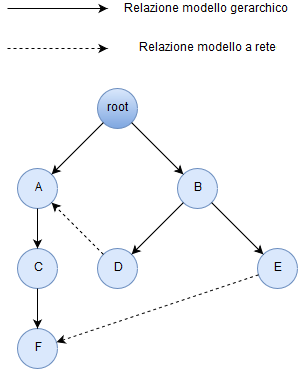 Relazione modello gerarchico
Relazione modello a rete
root
A
B
C
D
E
F